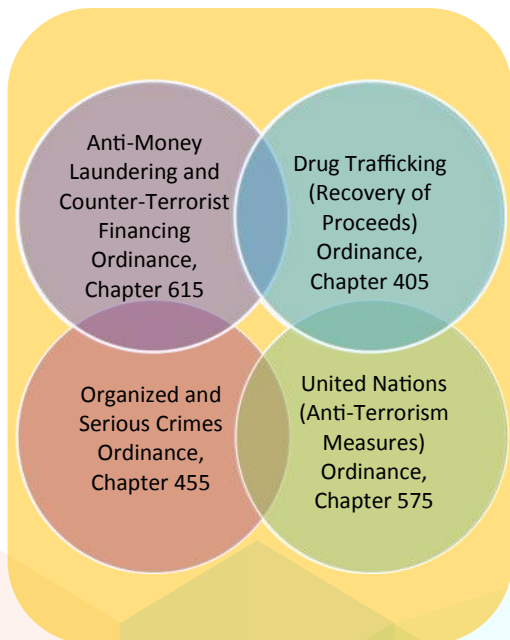 Anti-Money
Laundering and
Counter-Terrorist
Financing
Ordinance,
Chapter 615
Drug Trafficking
(Recovery of
Proceeds)
Ordinance,
Chapter 405
Organized and
Serious Crimes
Ordinance,
Chapter 455
United Nations
(Anti-Terrorism
Measures)
Ordinance,
Chapter 575